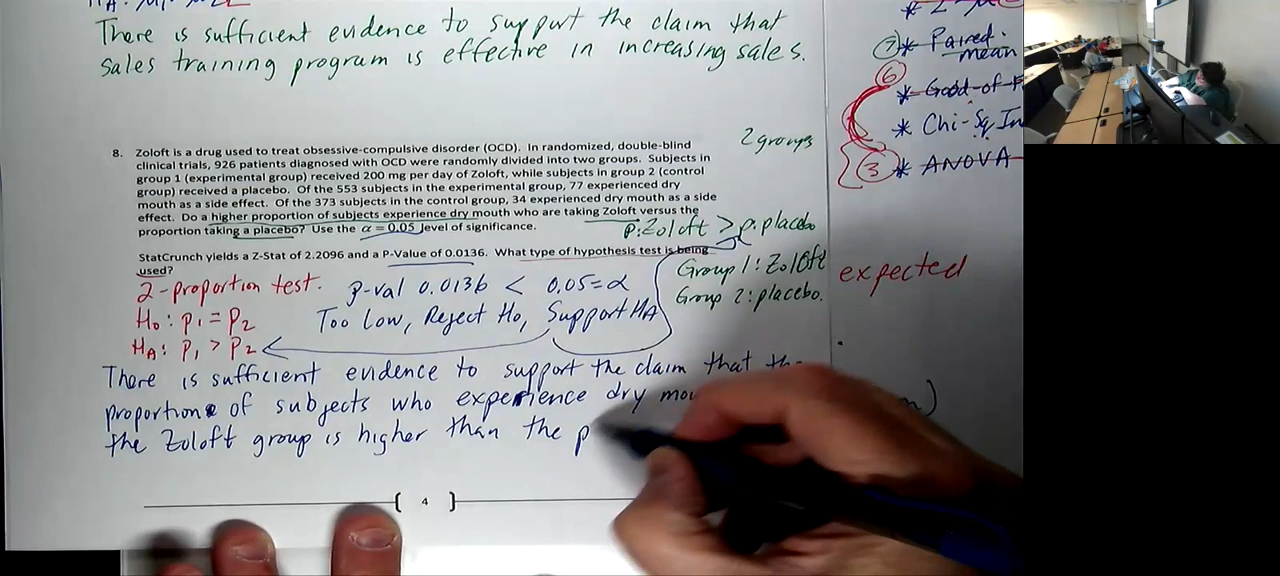 There is sufficient evidence to support the claim that
sales training program is effective in increasing sales.
* Paired
mean
6
* Good-of-F
* Chi-Sq In
3 * ANOVA
2 groups
8. Zoloft is a drug used to treat obsessive-compulsive disorder (OCD). In randomized, double-blind
clinical trials, 926 patients diagnosed with OCD were randomly divided into two groups. Subjects in
group 1 (experimental group) received 200 mg per day of Zoloft, while subjects in group 2 (control
group) received a placebo. Of the 553 subjects in the experimental group, 77 experienced dry
mouth as a side effect. Of the 373 subjects in the control group, 34 experienced dry mouth as a side
effect. Do a higher proportion of subjects experience dry mouth who are taking Zoloft versus the
proportion taking a placebo? Use the α = 0.05 level of significance.
p:Zoloft > p:placebo
StatCrunch yields a Z-Stat of 2.2096 and a P-Value of 0.0136. What type of hypothesis test is being
used?
Group 1: Zoloft
Group 2: placebo.
expected
2-proportion test.
p-val 0.0136 < 0.05=α
H₀: p₁ = p₂
Too Low, Reject H₀, Support HA
HA: p₁ > p₂
There is sufficient evidence to support the claim that
proportion of subjects who experience dry
the Zoloft group is higher than the p
4